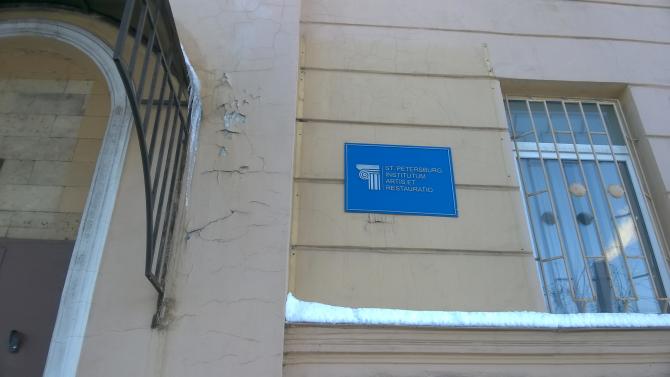 ST. PETERSBURG
INSTITUTUM
ARTIS ET
RESTAURATIO